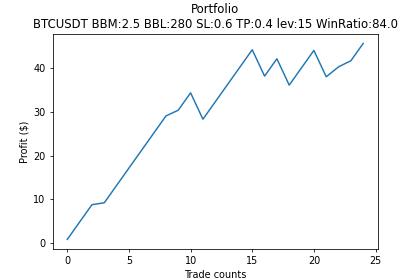 Portfolio
BTCUSDT BBM:2.5 BBL:280 SL:0.6 TP:0.4 lev:15 WinRatio:84.0
40
30
20
10
0
Profit ($)
0 5 10 15 20 25
Trade counts